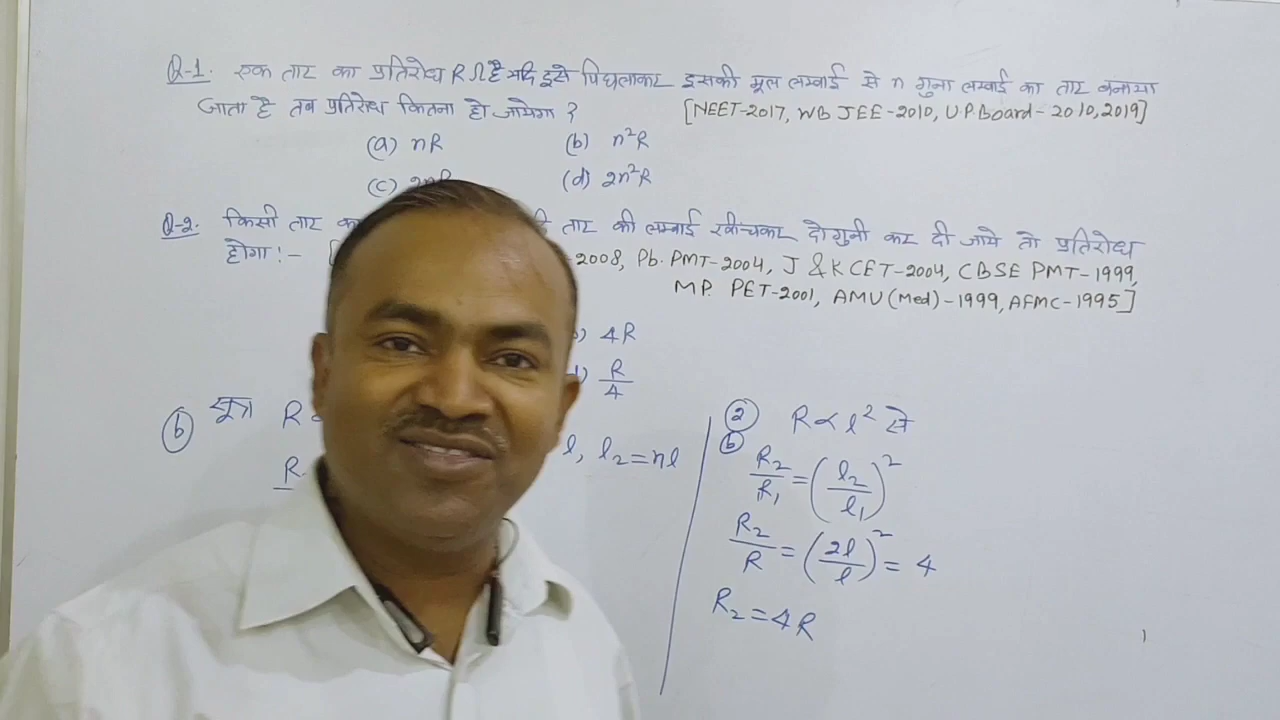 Q-1. एक तार का प्रतिरोध R Ω है यदि इसे पिघलाकर इसकी मूल लम्बाई से n गुना लम्बाई का तार बनाया
जाता है तब प्रतिरोध कितना हो जायेगा ? [NEET-2017, WB JEE-2010, U.P. Board-2010,2019]
(a) nR (b) n²R
(c) 2nR (d) 2n²R
Q-2. किसी तार का तार की लम्बाई खींचकर दोगुनी कर दी जाये तो प्रतिरोध
होगा:- [ -2008, Pb. PMT-2004, J & K CET-2004, CBSE PMT-1999,
MP. PET-2001, AMU (Med)-1999, AFMC-1995]
4R
R/4
(b) सूत्र R
R l, l₂=nl
(2) R ∝ l² से
(b)
R₂/R₁ = (l₂/l₁)²
R₂/R = (2l/l)² = 4
R₂ = 4R